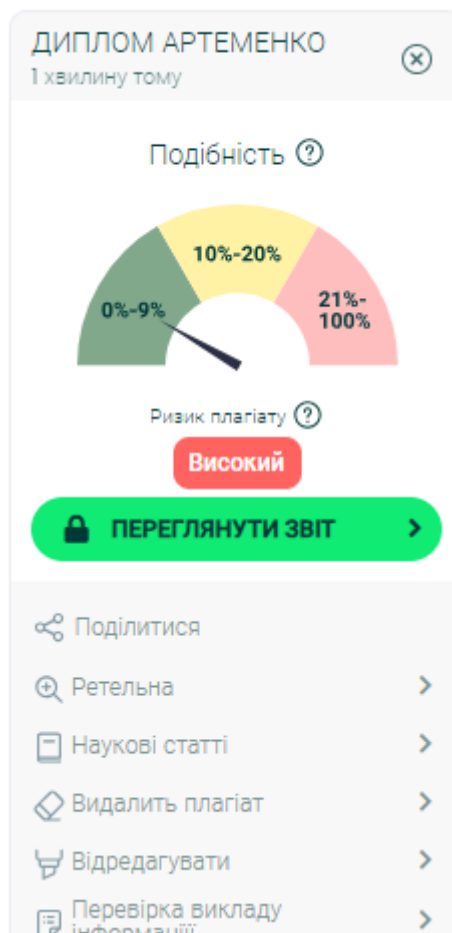 ДИПЛОМ АРТЕМЕНКО
1 хвилину тому
Подібність ?
10%-20%
0%-9%
21%-
100%
Ризик плагіату ?
Високий
ПЕРЕГЛЯНУТИ ЗВІТ
Поділитися
Ретельна
Наукові статті
Видалить плагіат
Відредагувати
Перевірка викладу
інформаціії